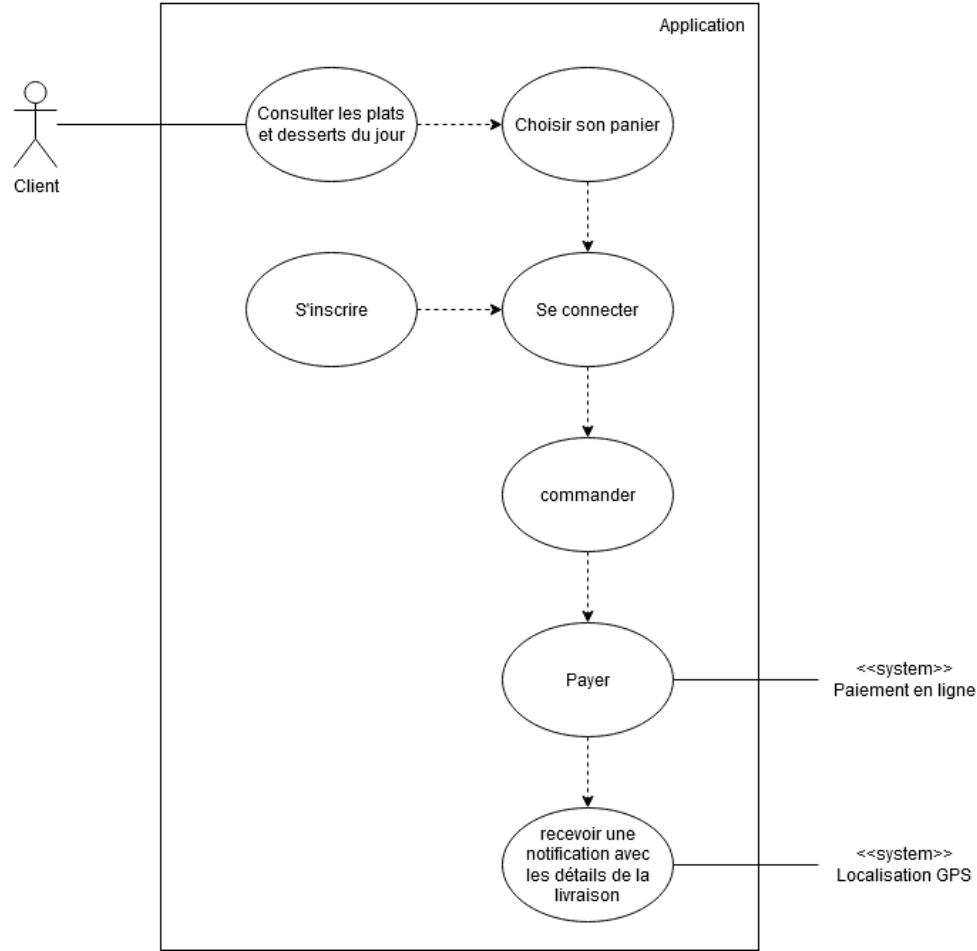 Application
Client
Consulter les plats
et desserts du jour
Choisir son panier
S'inscrire
Se connecter
commander
Payer
<<system>>
Paiement en ligne
recevoir une
notification avec
les détails de la
livraison
<<system>>
Localisation GPS